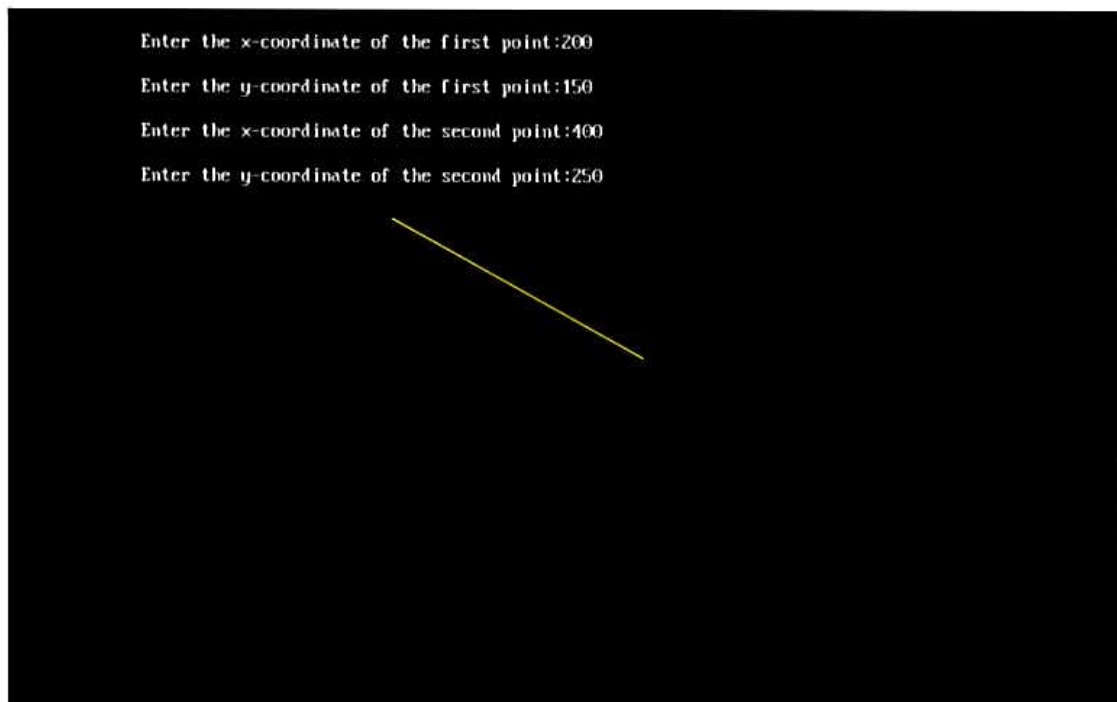 Enter the x-coordinate of the first point:200
Enter the y-coordinate of the first point:150
Enter the x-coordinate of the second point:400
Enter the y-coordinate of the second point:250